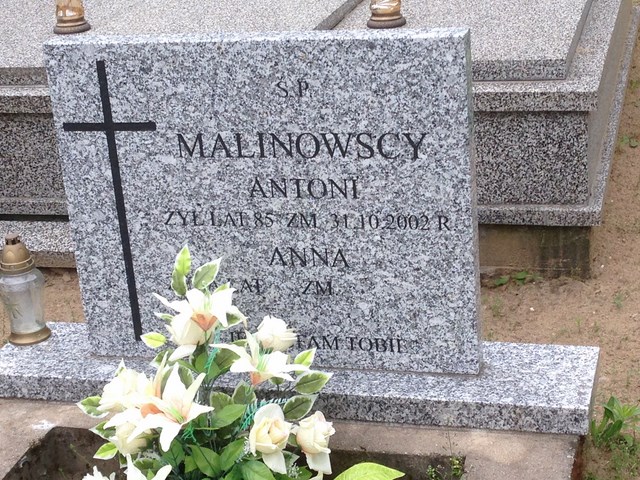 Ś.P.
MALINOWSCY
ANTONI
ŻYŁ LAT 85 ZM. 31.10.2002 R.
ANNA
ZM.
TOBIE